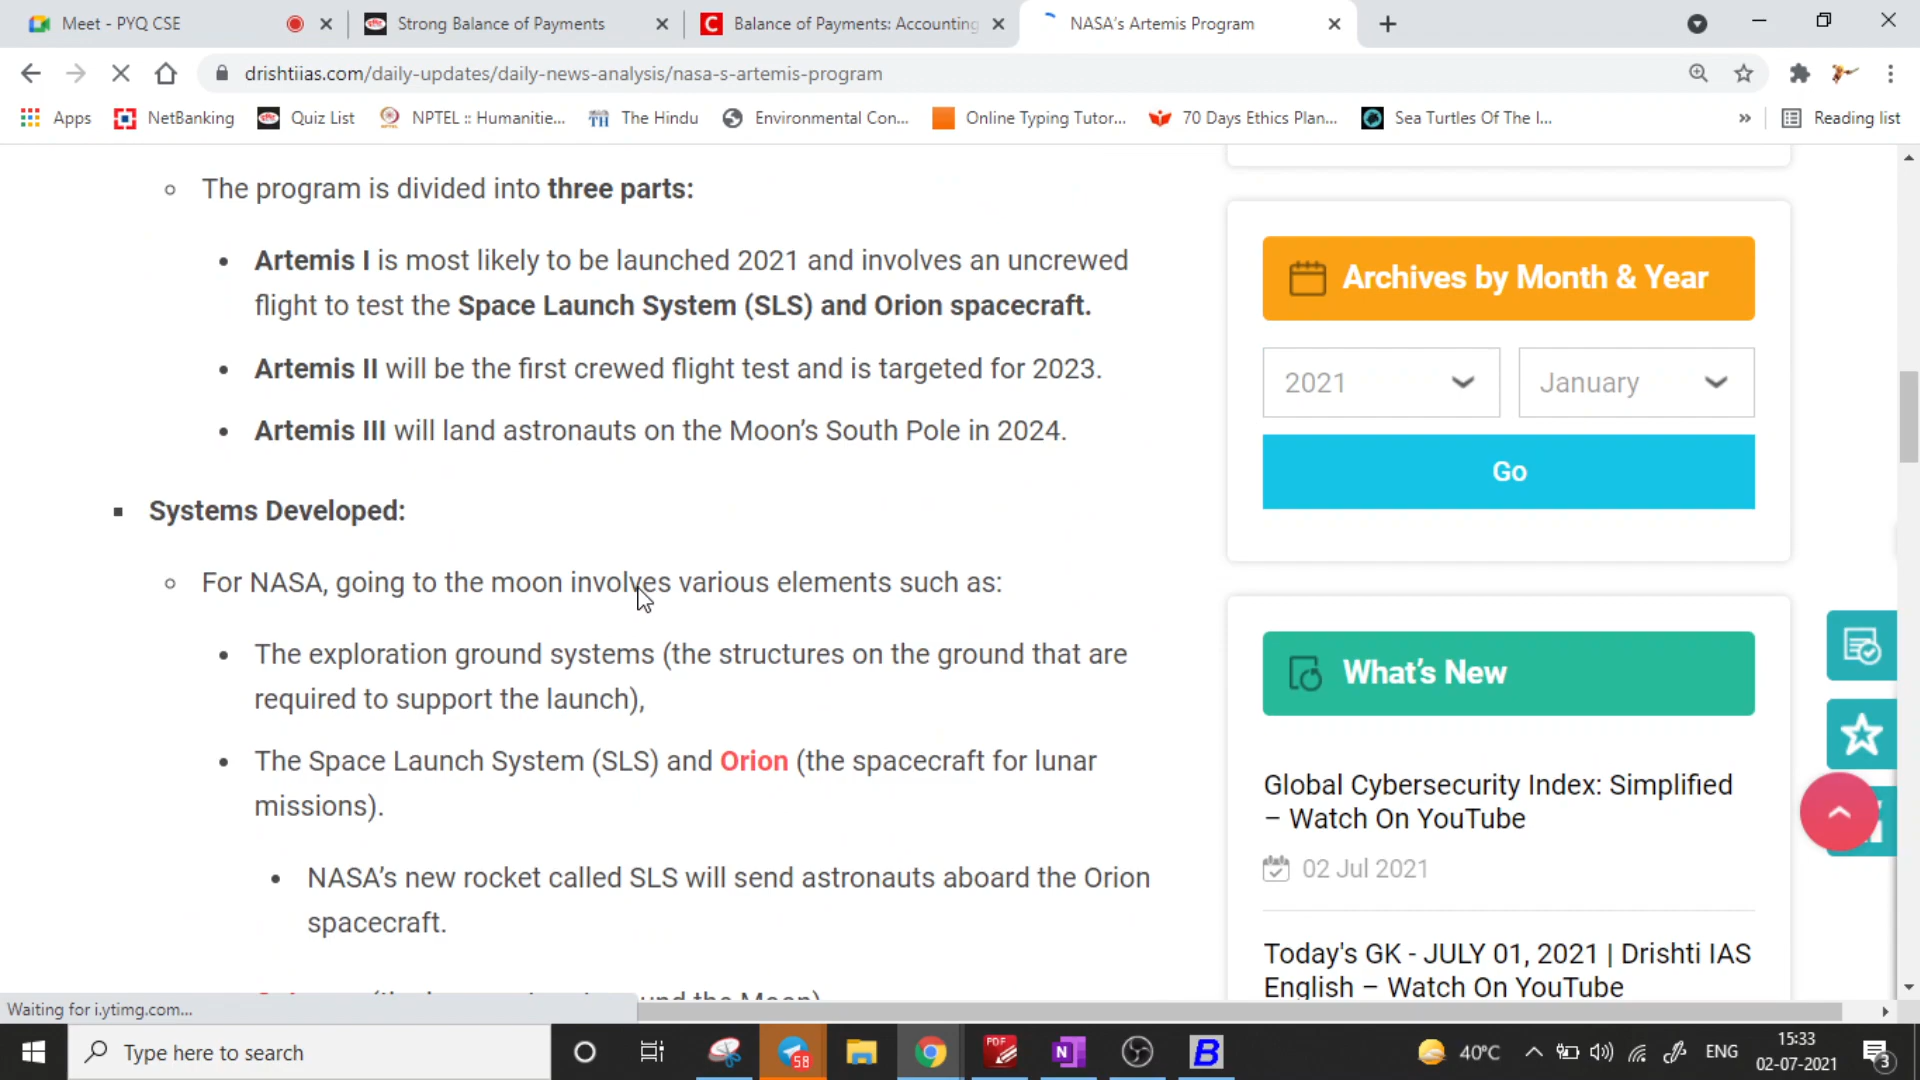 Meet - PYQ CSE
Strong Balance of Payments
Balance of Payments: Accounting
NASA's Artemis Program
drishtiias.com/daily-updates/daily-news-analysis/nasa-s-artemis-program
Apps
NetBanking
Quiz List
NPTEL :: Humanitie...
The Hindu
Environmental Con...
Online Typing Tutor...
70 Days Ethics Plan...
Sea Turtles Of The I...
»
Reading list
The program is divided into three parts:
Artemis I is most likely to be launched 2021 and involves an uncrewed
flight to test the Space Launch System (SLS) and Orion spacecraft.
Artemis II will be the first crewed flight test and is targeted for 2023.
Artemis III will land astronauts on the Moon's South Pole in 2024.
Systems Developed:
For NASA, going to the moon involves various elements such as:
The exploration ground systems (the structures on the ground that are
required to support the launch),
The Space Launch System (SLS) and Orion (the spacecraft for lunar
missions).
NASA's new rocket called SLS will send astronauts aboard the Orion
spacecraft.
Archives by Month & Year
2021
January
Go
What's New
Global Cybersecurity Index: Simplified
– Watch On YouTube
02 Jul 2021
Today's GK - JULY 01, 2021 | Drishti IAS
English – Watch On YouTube
Waiting for i.ytimg.com...
Type here to search
58
PDF
N
B
40°C
ENG
15:33
02-07-2021
3